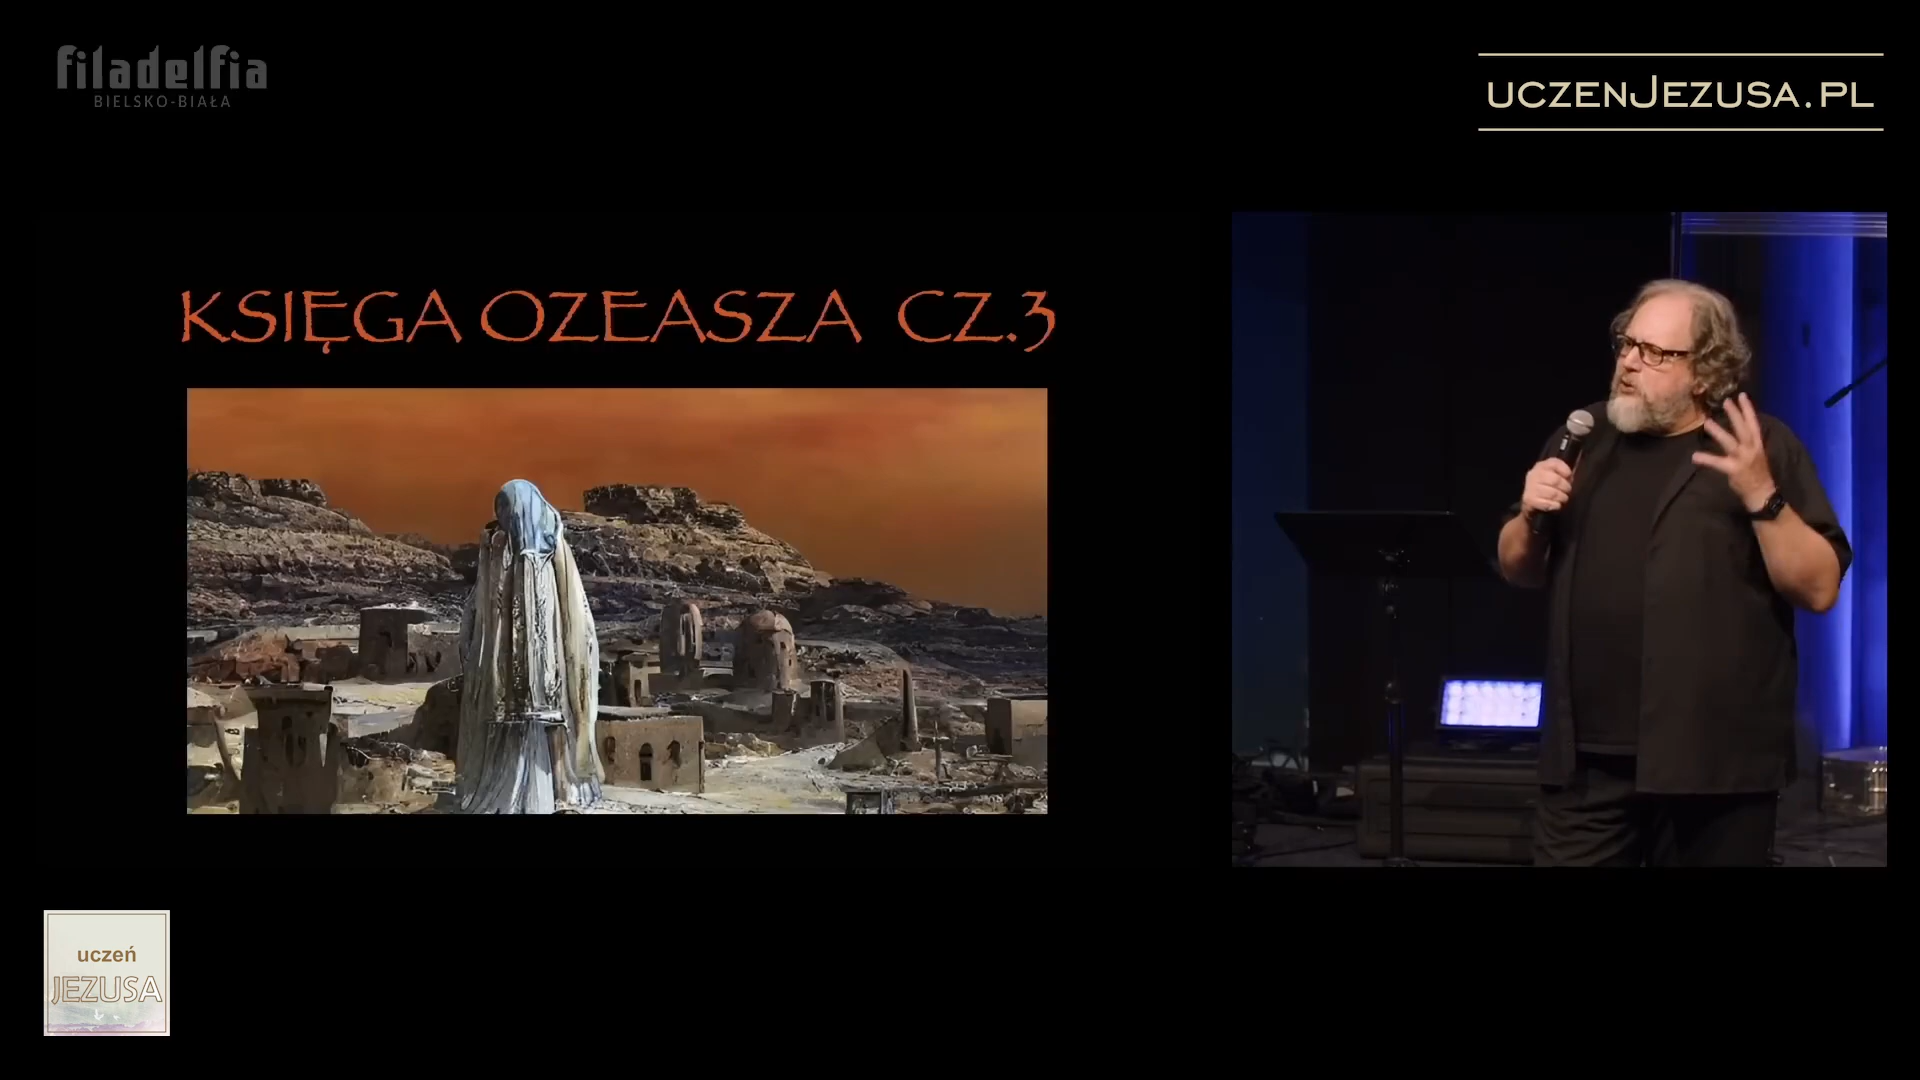 filadelfia
BIELSKO-BIAŁA
UCZENJEZUSA.PL
KSIĘGA OZEASZA CZ.3
uczeń
JEZUSA